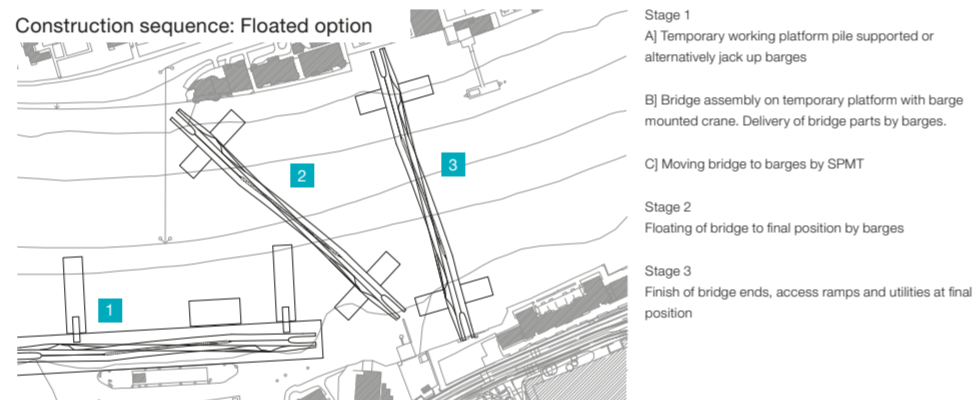 Construction sequence: Floated option
1
2
3
Stage 1
A] Temporary working platform pile supported or
alternatively jack up barges
B] Bridge assembly on temporary platform with barge
mounted crane. Delivery of bridge parts by barges.
C] Moving bridge to barges by SPMT
Stage 2
Floating of bridge to final position by barges
Stage 3
Finish of bridge ends, access ramps and utilities at final
position